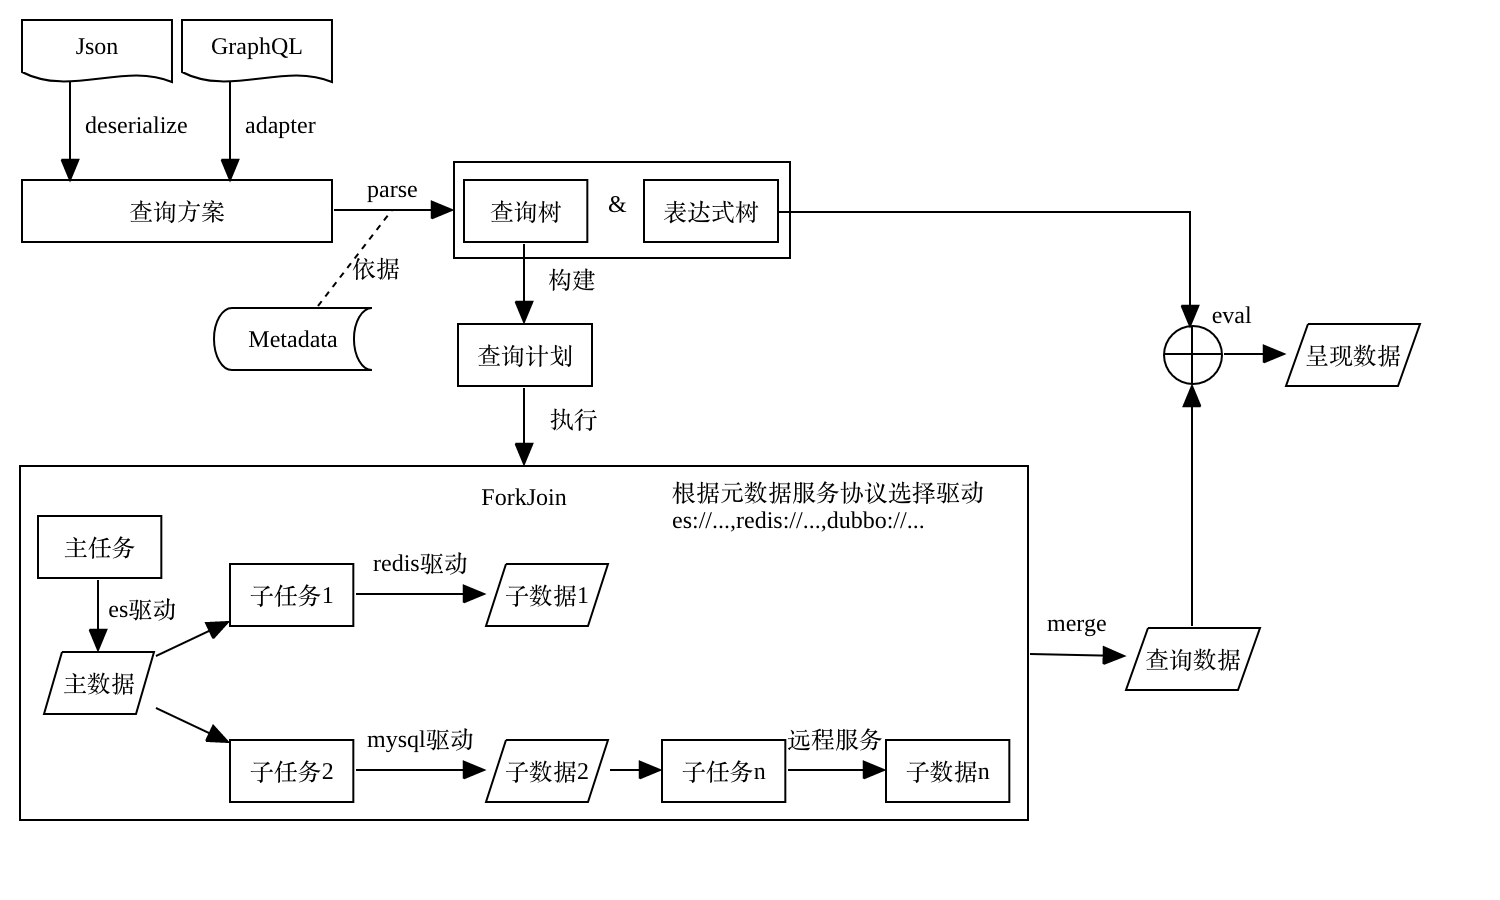 Json
GraphQL
deserialize
adapter
查询方案
parse
查询树
&
表达式树
依据
构建
Metadata
查询计划
eval
呈现数据
执行
ForkJoin
根据元数据服务协议选择驱动
es://...,redis://...,dubbo://...
主任务
es驱动
主数据
子任务1
redis驱动
子数据1
merge
查询数据
子任务2
mysql驱动
子数据2
子任务n
远程服务
子数据n